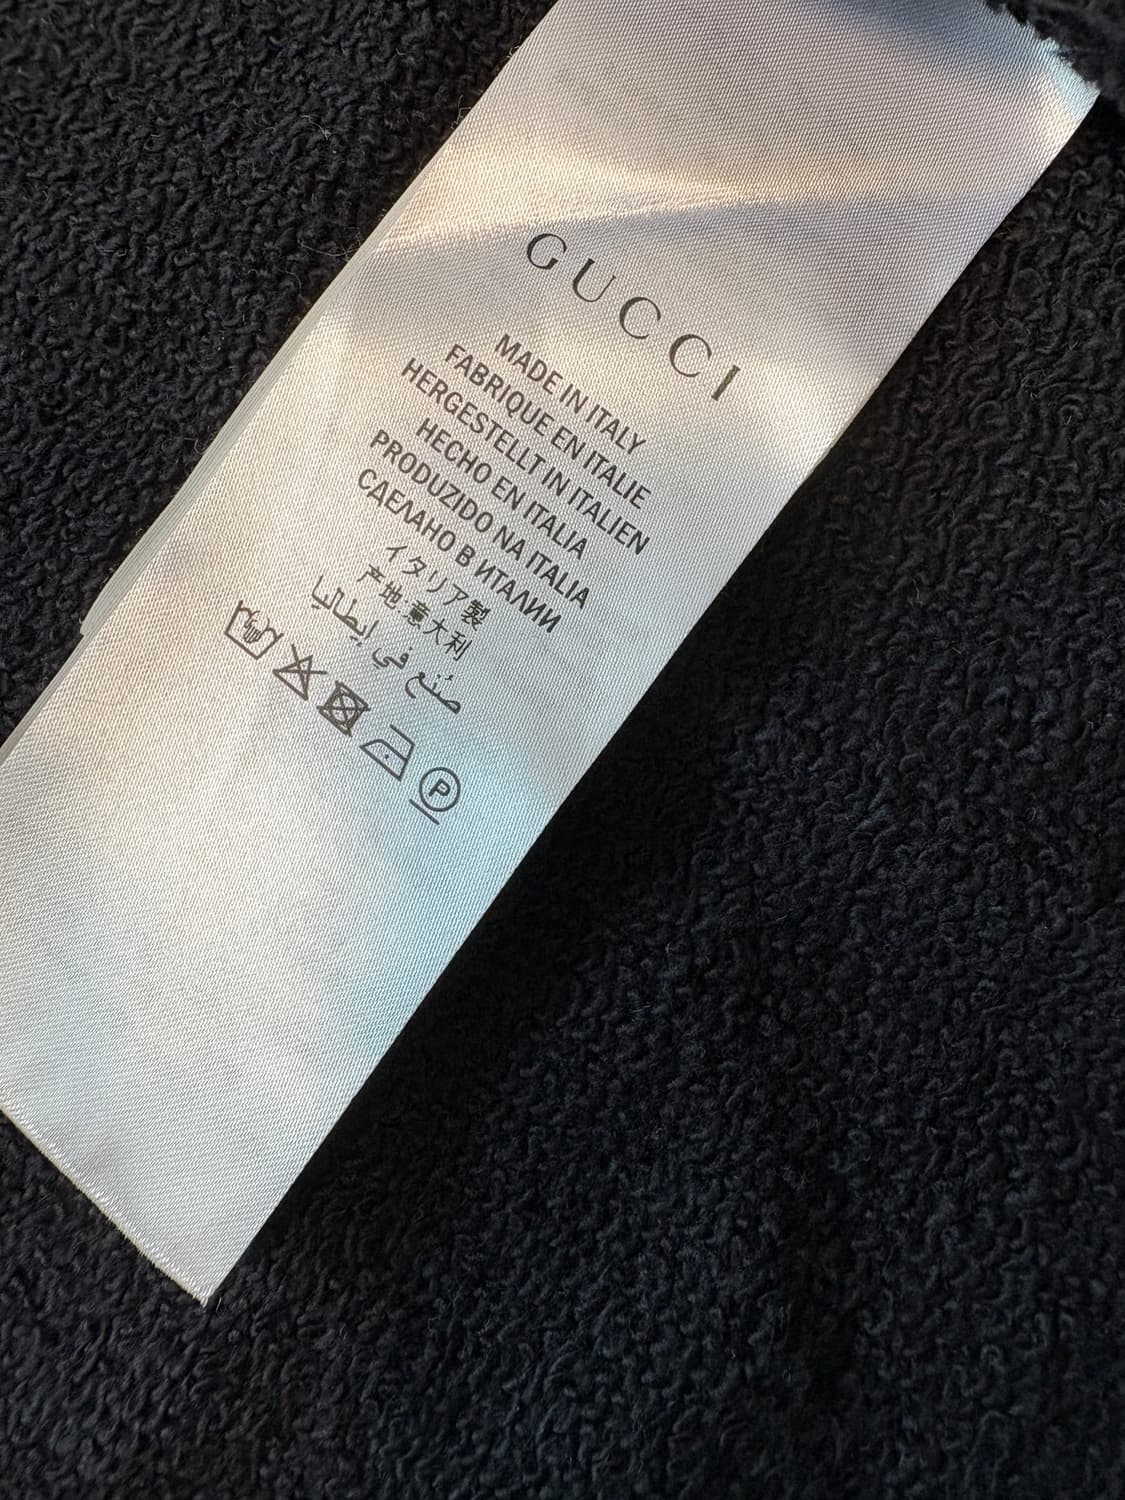 GUCCI
MADE IN ITALY
FABRIQUE EN ITALIE
HERGESTELLT IN ITALIEN
HECHO EN ITALIA
PRODUZIDO NA ITALIA
СДЕЛАНО В ИТАЛИИ
イタリア製
产地意大利
صُنع في إيطاليا
P